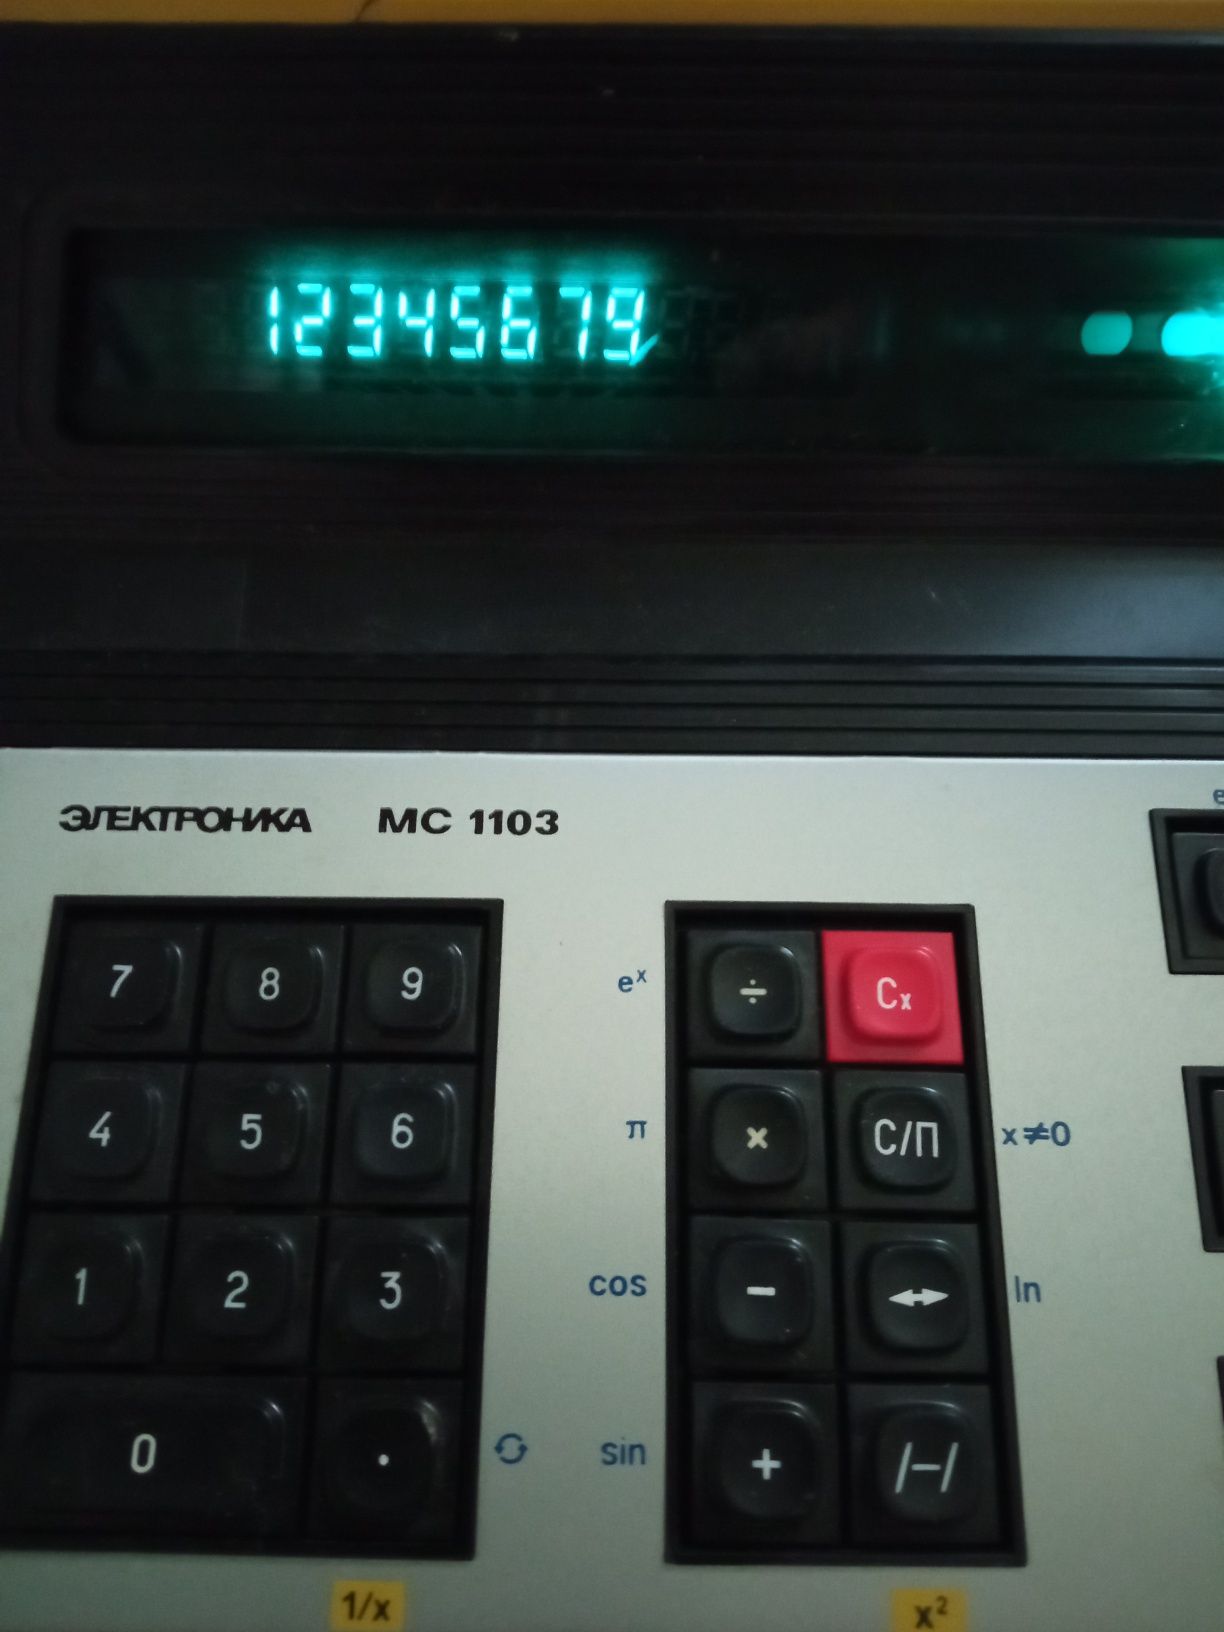 12345679,
ЭЛЕКТРОНИКА МС 1103
7 8 9 eˣ ÷ Cx
4 5 6 π × С/П x≠0
1 2 3 cos - ↔ ln
0 . sin + /-/
1/x x²